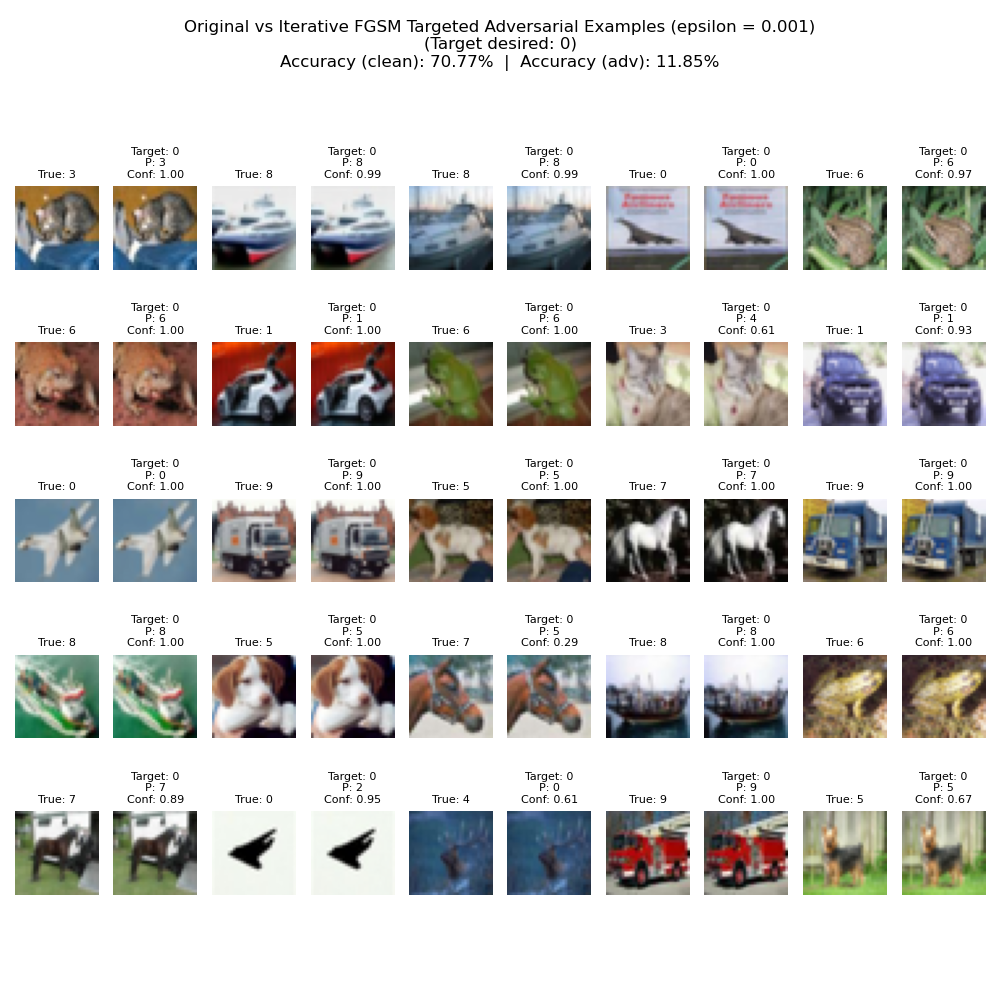 Original vs Iterative FGSM Targeted Adversarial Examples (epsilon = 0.001)
(Target desired: 0)
Accuracy (clean): 70.77%  |  Accuracy (adv): 11.85%
True: 3
Target: 0
P: 3
Conf: 1.00
True: 8
Target: 0
P: 8
Conf: 0.99
True: 8
Target: 0
P: 8
Conf: 0.99
True: 0
Target: 0
P: 0
Conf: 1.00
True: 6
Target: 0
P: 6
Conf: 0.97
True: 6
Target: 0
P: 6
Conf: 1.00
True: 1
Target: 0
P: 1
Conf: 1.00
True: 6
Target: 0
P: 6
Conf: 1.00
True: 3
Target: 0
P: 4
Conf: 0.61
True: 1
Target: 0
P: 1
Conf: 0.93
True: 0
Target: 0
P: 0
Conf: 1.00
True: 9
Target: 0
P: 9
Conf: 1.00
True: 5
Target: 0
P: 5
Conf: 1.00
True: 7
Target: 0
P: 7
Conf: 1.00
True: 9
Target: 0
P: 9
Conf: 1.00
True: 8
Target: 0
P: 8
Conf: 1.00
True: 5
Target: 0
P: 5
Conf: 1.00
True: 7
Target: 0
P: 5
Conf: 0.29
True: 8
Target: 0
P: 8
Conf: 1.00
True: 6
Target: 0
P: 6
Conf: 1.00
True: 7
Target: 0
P: 7
Conf: 0.89
True: 0
Target: 0
P: 2
Conf: 0.95
True: 4
Target: 0
P: 0
Conf: 0.61
True: 9
Target: 0
P: 9
Conf: 1.00
True: 5
Target: 0
P: 5
Conf: 0.67